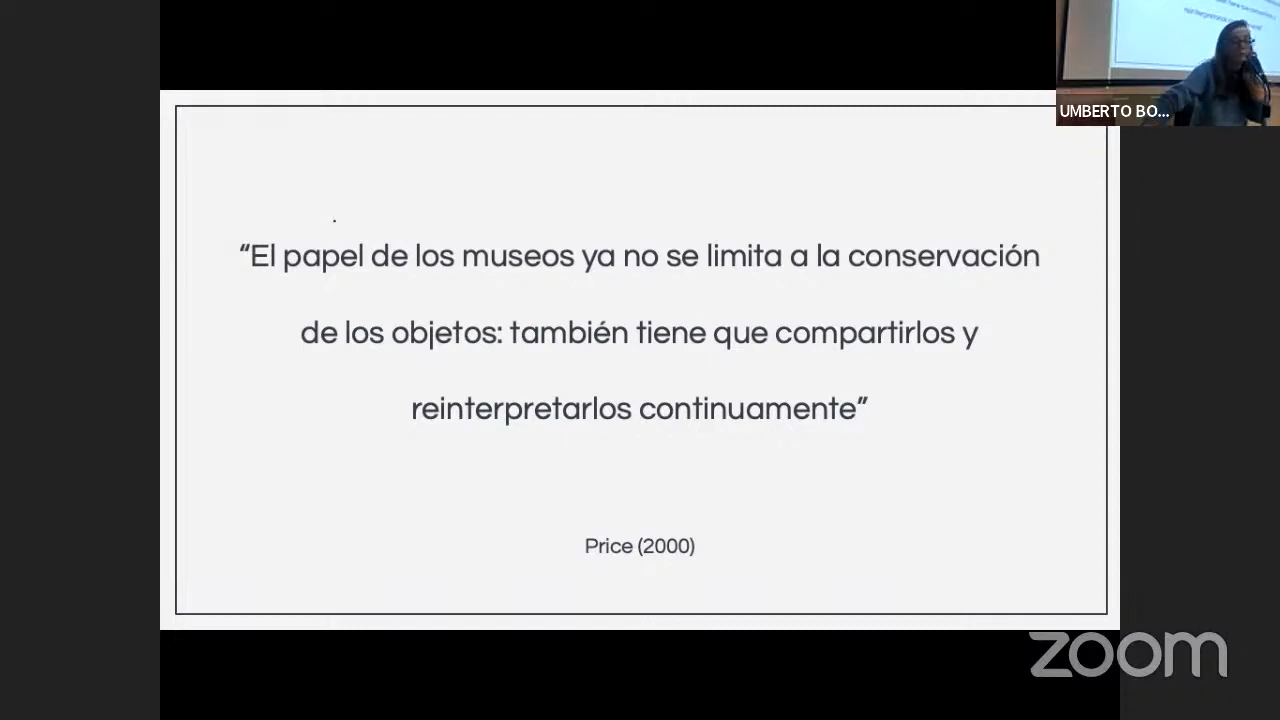 UMBERTO BO...
“El papel de los museos ya no se limita a la conservación
de los objetos: también tiene que compartirlos y
reinterpretarlos continuamente”
Price (2000)
zoom